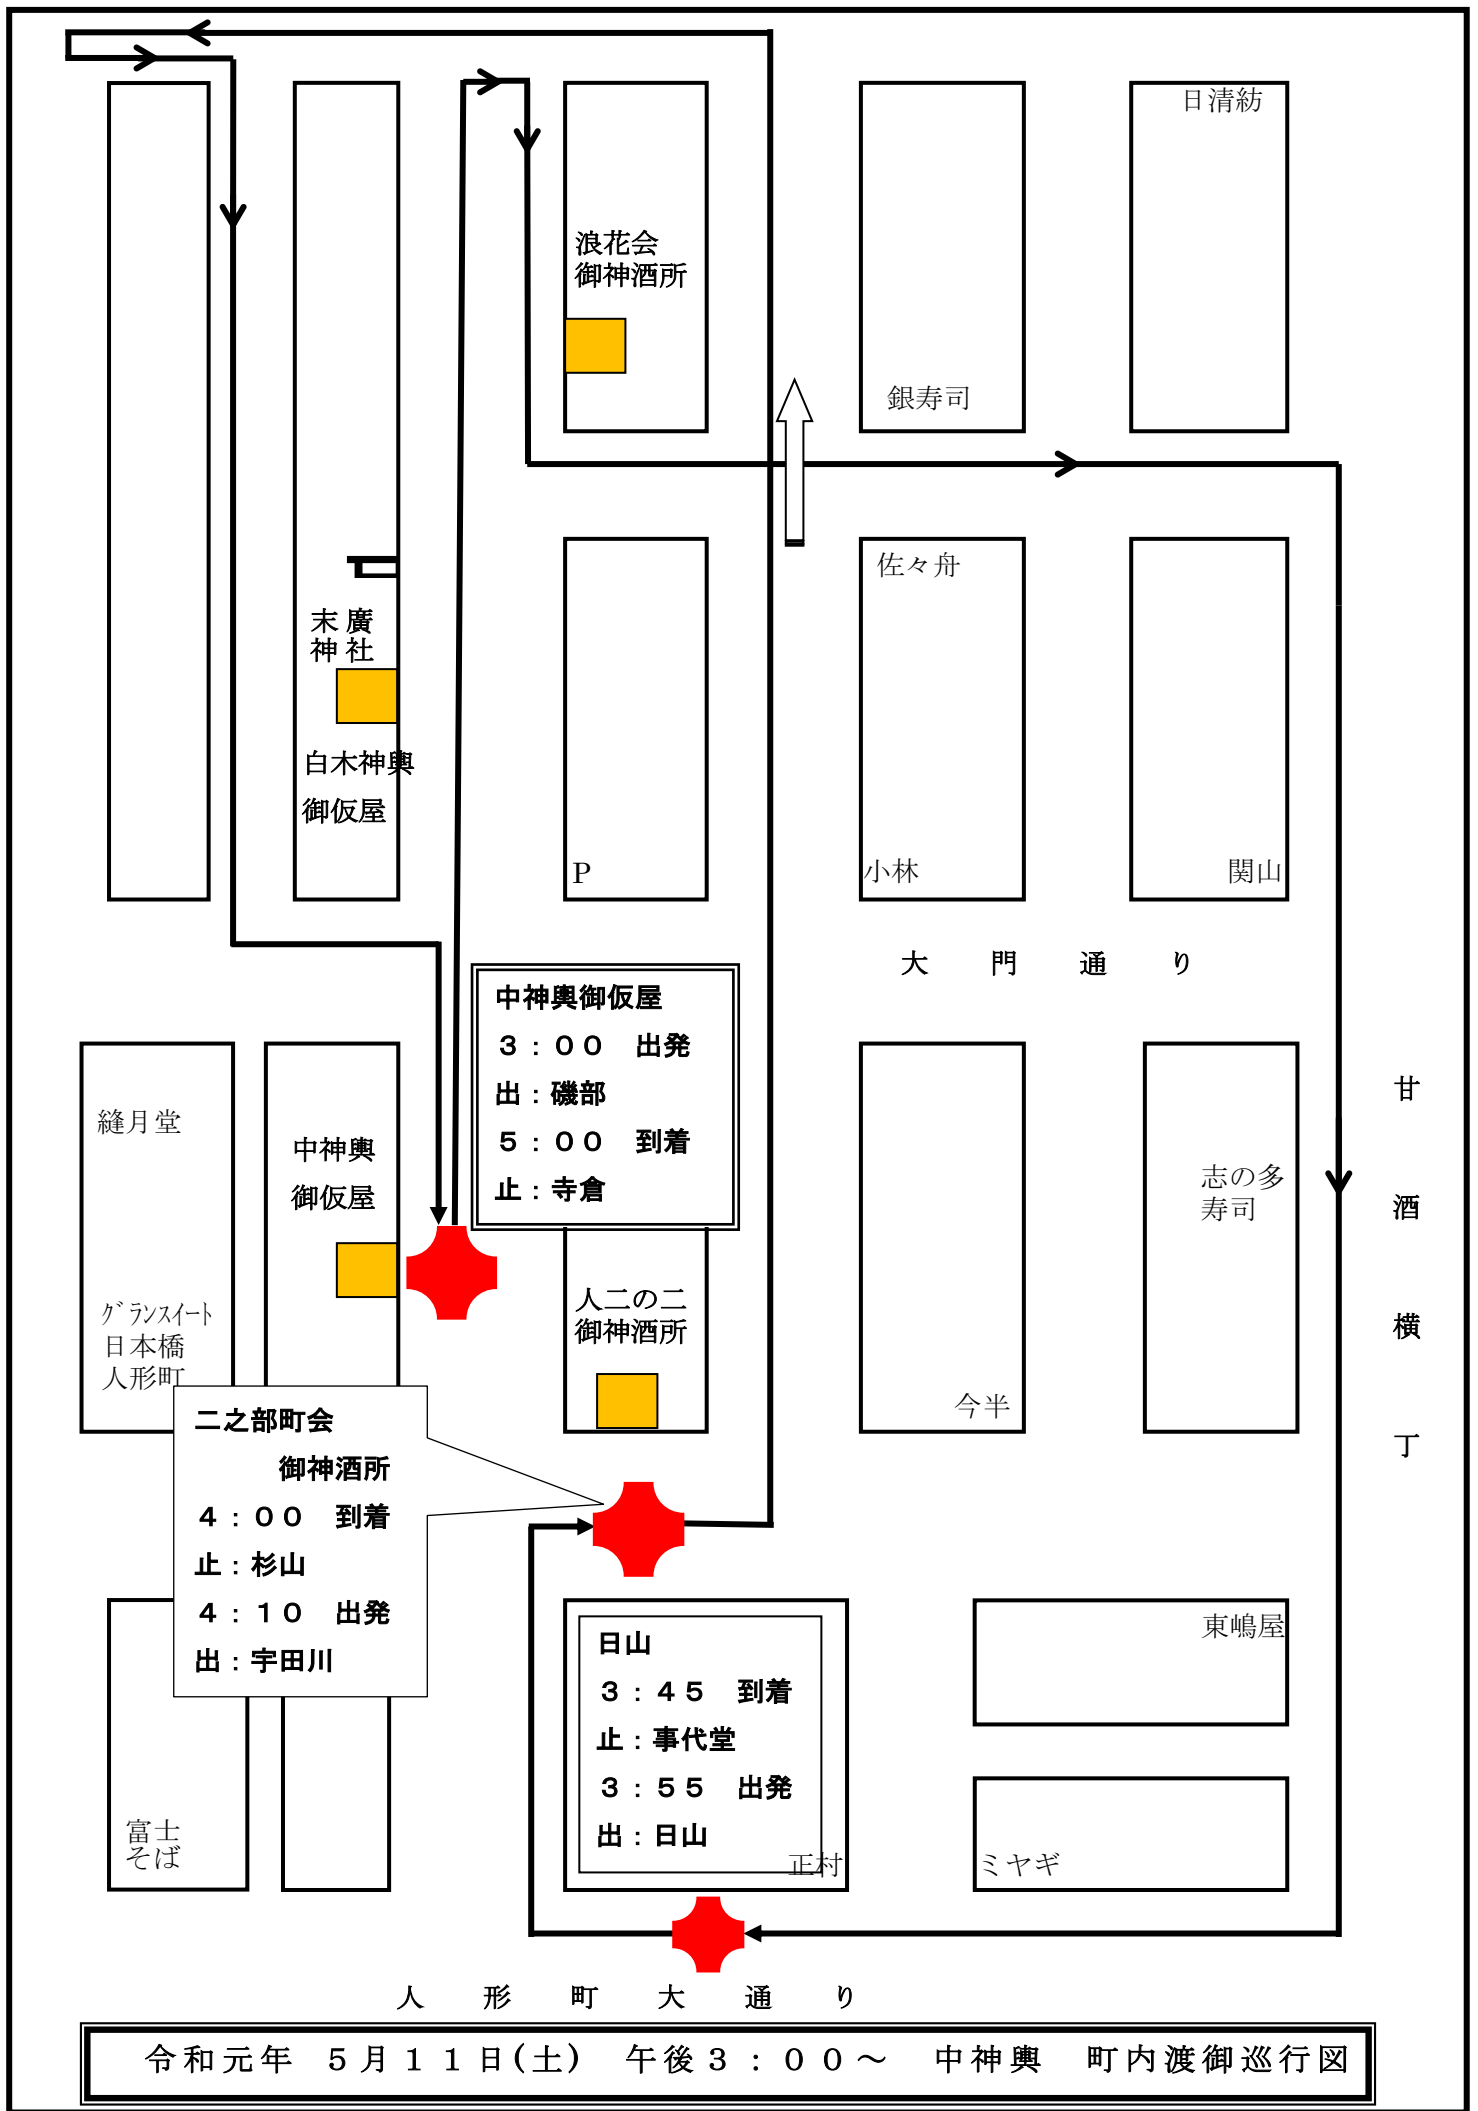 日清紡
浪花会
御神酒所
銀寿司
佐々舟
末廣
神社
白木神輿
御仮屋
P
小林
関山
大門通り
中神輿御仮屋
３：００　出発
出：磯部
５：００　到着
止：寺倉
甘酒横丁
縫月堂
中神輿
御仮屋
志の多
寿司
人二の二
御神酒所
ｸﾞﾗﾝｽｲｰﾄ
日本橋
人形町
今半
二之部町会
御神酒所
４：００　到着
止：杉山
４：１０　出発
出：宇田川
日山
３：４５　到着
止：事代堂
３：５５　出発
出：日山
正村
東嶋屋
ミヤギ
富士
そば
人形町大通り
令和元年　５月１１日(土)　午後３：００～　中神輿　町内渡御巡行図